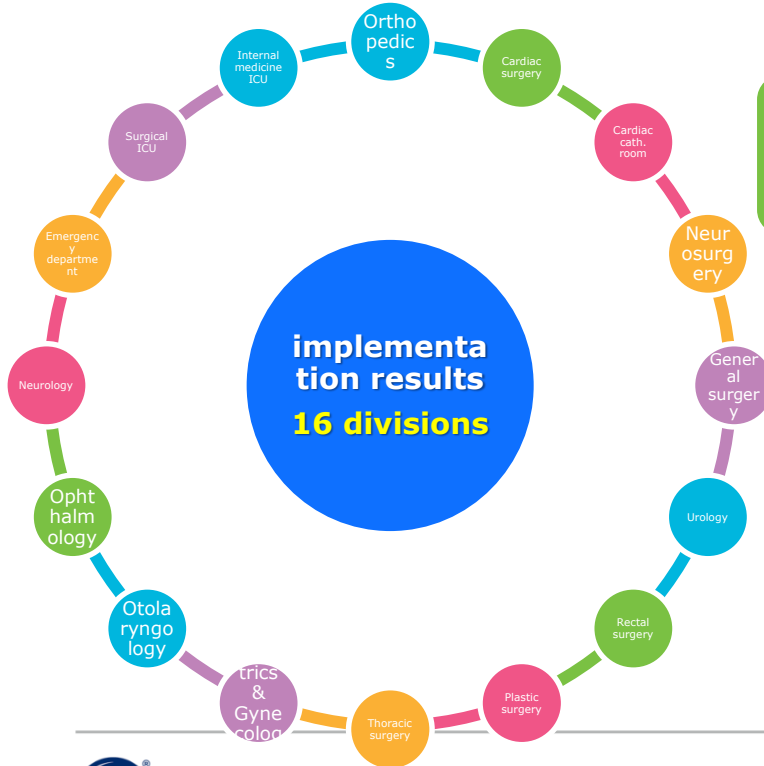 Ortho
pedic
s
Cardiac
surgery
Cardiac
cath.
room
Neur
osurg
ery
Gener
al
surger
y
Urology
Rectal
surgery
Plastic
surgery
Thoracic
surgery
trics
&
Gyne
colog
Otola
ryngo
logy
Opht
halm
ology
Neurology
Emergenc
y
departme
nt
Surgical
ICU
Internal
medicine
ICU
implementa
tion results
16 divisions
®